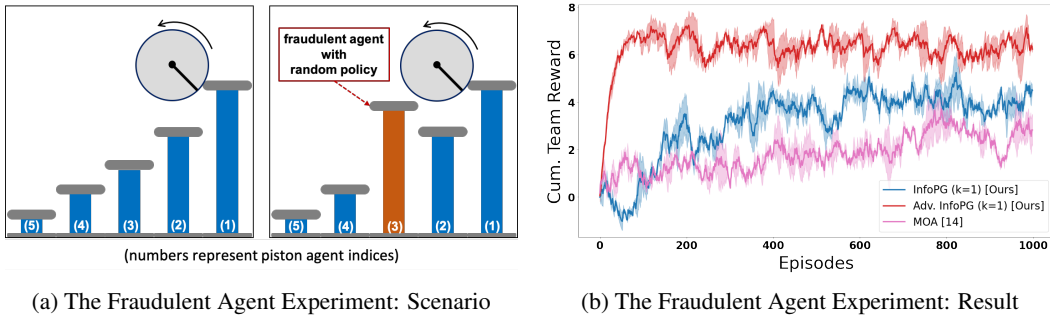 fraudulent agent
with
random policy
(5)
(4)
(3)
(2)
(1)
(5)
(4)
(3)
(2)
(1)
(numbers represent piston agent indices)
(a) The Fraudulent Agent Experiment: Scenario
Cum. Team Reward
8
6
4
2
0
0
200
400
600
800
1000
Episodes
InfoPG (k=1) [Ours]
Adv. InfoPG (k=1) [Ours]
MOA [14]
(b) The Fraudulent Agent Experiment: Result